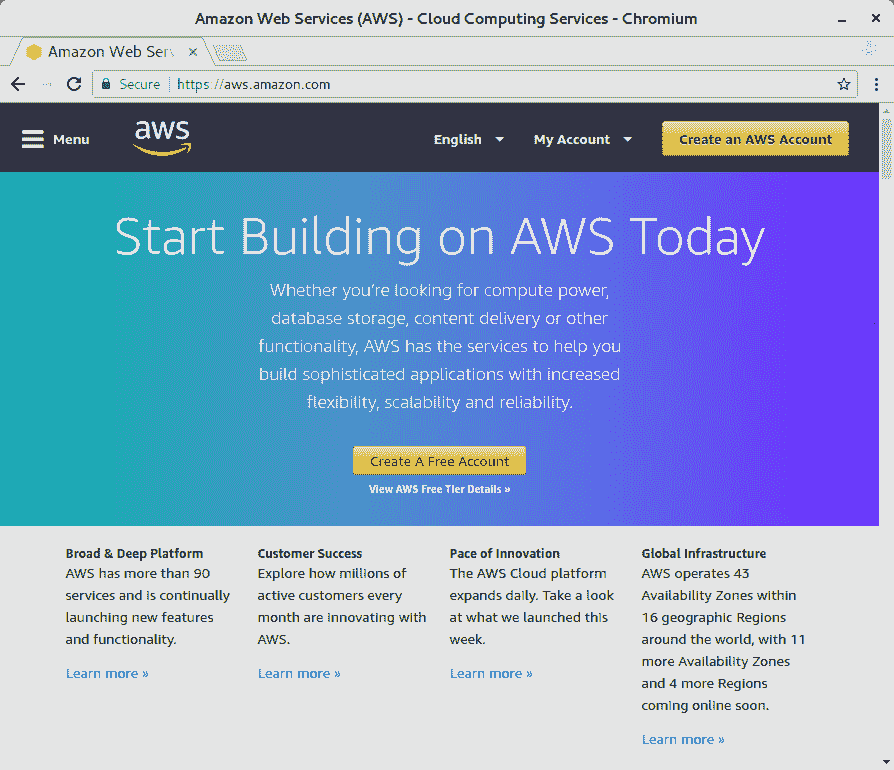 Amazon Web Services (AWS) - Cloud Computing Services - Chromium
Amazon Web Serv
Secure https://aws.amazon.com
Menu
aws
English
My Account
Create an AWS Account
Start Building on AWS Today
Whether you're looking for compute power,
database storage, content delivery or other
functionality, AWS has the services to help you
build sophisticated applications with increased
flexibility, scalability and reliability.
Create A Free Account
View AWS Free Tier Details »
Broad & Deep Platform
AWS has more than 90
services and is continually
launching new features
and functionality.
Learn more »
Customer Success
Explore how millions of
active customers every
month are innovating with
AWS.
Learn more »
Pace of Innovation
The AWS Cloud platform
expands daily. Take a look
at what we launched this
week.
Learn more »
Global Infrastructure
AWS operates 43
Availability Zones within
16 geographic Regions
around the world, with 11
more Availability Zones
and 4 more Regions
coming online soon.
Learn more »